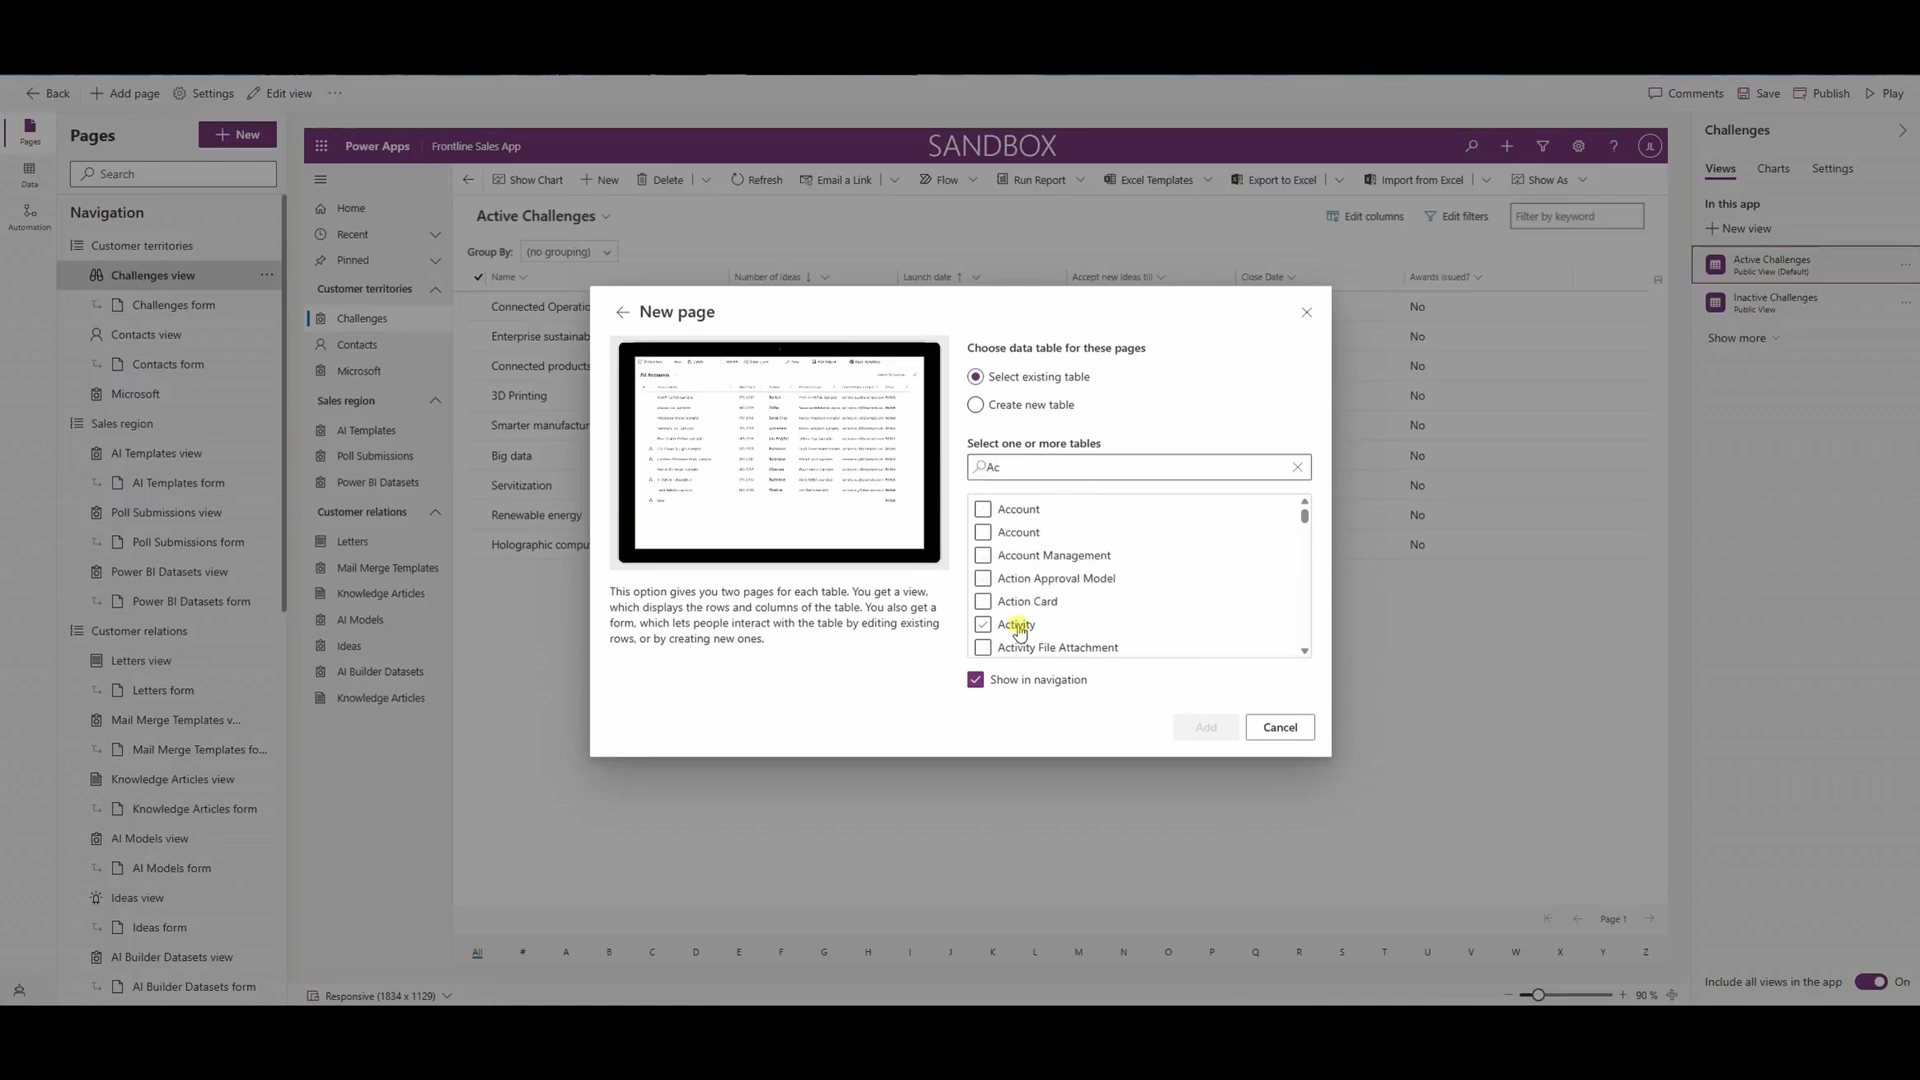 Back
Add page
Settings
Edit view
Comments
Save
Publish
Play
Pages
Data
Automation
Pages
New
Search
Navigation
Customer territories
Challenges view
Challenges form
Contacts view
Contacts form
Microsoft
Sales region
AI Templates view
AI Templates form
Poll Submissions view
Poll Submissions form
Power BI Datasets view
Power BI Datasets form
Customer relations
Letters view
Letters form
Mail Merge Templates v...
Mail Merge Templates fo...
Knowledge Articles view
Knowledge Articles form
AI Models view
AI Models form
Ideas view
Ideas form
AI Builder Datasets view
AI Builder Datasets form
Power Apps
Frontline Sales App
SANDBOX
JL
Home
Recent
Pinned
Customer territories
Challenges
Contacts
Microsoft
Sales region
AI Templates
Poll Submissions
Power BI Datasets
Customer relations
Letters
Mail Merge Templates
Knowledge Articles
AI Models
Ideas
AI Builder Datasets
Knowledge Articles
Show Chart
New
Delete
Refresh
Email a Link
Flow
Run Report
Excel Templates
Export to Excel
Import from Excel
Show As
Active Challenges
Edit columns
Edit filters
Filter by keyword
Group By:
(no grouping)
Name
Number of ideas
Launch date
Accept new ideas till
Close Date
Awards issued?
Connected Operatio
No
Enterprise sustainab
No
Connected products
No
3D Printing
No
Smarter manufactur
No
Big data
No
Servitization
No
Renewable energy
No
Holographic compu
No
New page
All Accounts
This option gives you two pages for each table. You get a view,
which displays the rows and columns of the table. You also get a
form, which lets people interact with the table by editing existing
rows, or by creating new ones.
Choose data table for these pages
Select existing table
Create new table
Select one or more tables
Ac
Account
Account
Account Management
Action Approval Model
Action Card
Activity
Activity File Attachment
Show in navigation
Add
Cancel
Page 1
All # A B C D E F G H I J K L M N O P Q R S T U V W X Y Z
Responsive (1834 x 1129)
90 %
Challenges
Views
Charts
Settings
In this app
New view
Active Challenges
Public View (Default)
Inactive Challenges
Public View
Show more
Include all views in the app
On